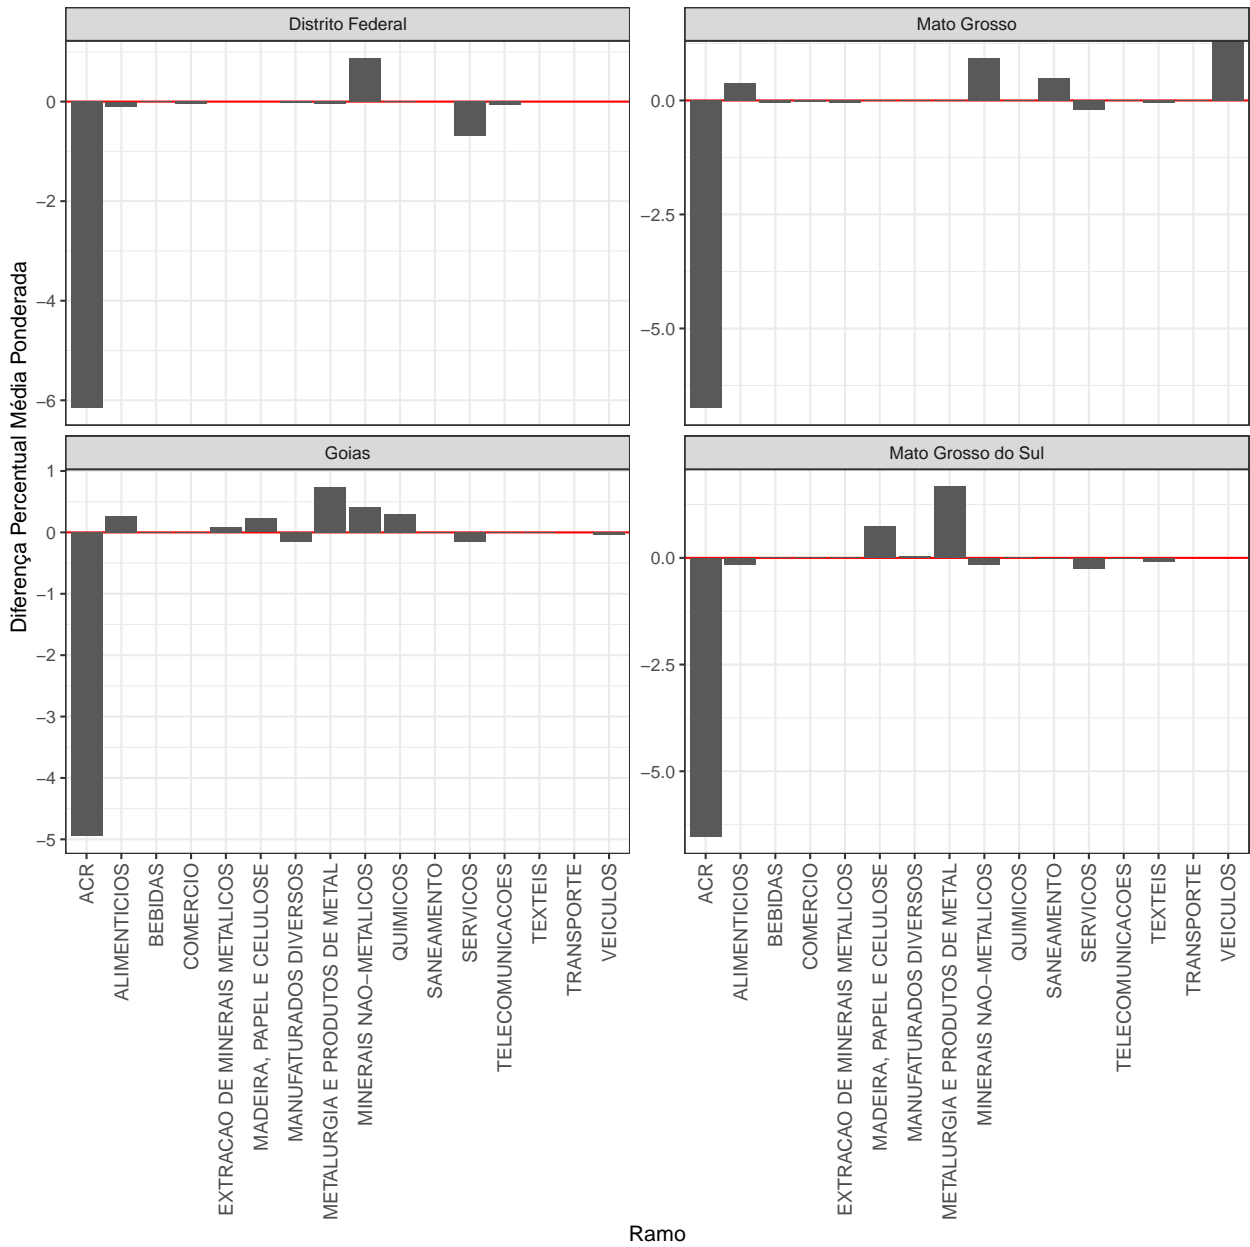 Distrito Federal
Mato Grosso
0
−2
−4
−6
0.0
−2.5
−5.0
Goias
Mato Grosso do Sul
1
0
−1
−2
−3
−4
−5
0.0
−2.5
−5.0
Diferença Percentual Média Ponderada
ACR
ALIMENTICIOS
BEBIDAS
COMERCIO
EXTRACAO DE MINERAIS METALICOS
MADEIRA, PAPEL E CELULOSE
MANUFATURADOS DIVERSOS
METALURGIA E PRODUTOS DE METAL
MINERAIS NAO−METALICOS
QUIMICOS
SANEAMENTO
SERVICOS
TELECOMUNICACOES
TEXTEIS
TRANSPORTE
VEICULOS
ACR
ALIMENTICIOS
BEBIDAS
COMERCIO
EXTRACAO DE MINERAIS METALICOS
MADEIRA, PAPEL E CELULOSE
MANUFATURADOS DIVERSOS
METALURGIA E PRODUTOS DE METAL
MINERAIS NAO−METALICOS
QUIMICOS
SANEAMENTO
SERVICOS
TELECOMUNICACOES
TEXTEIS
TRANSPORTE
VEICULOS
Ramo